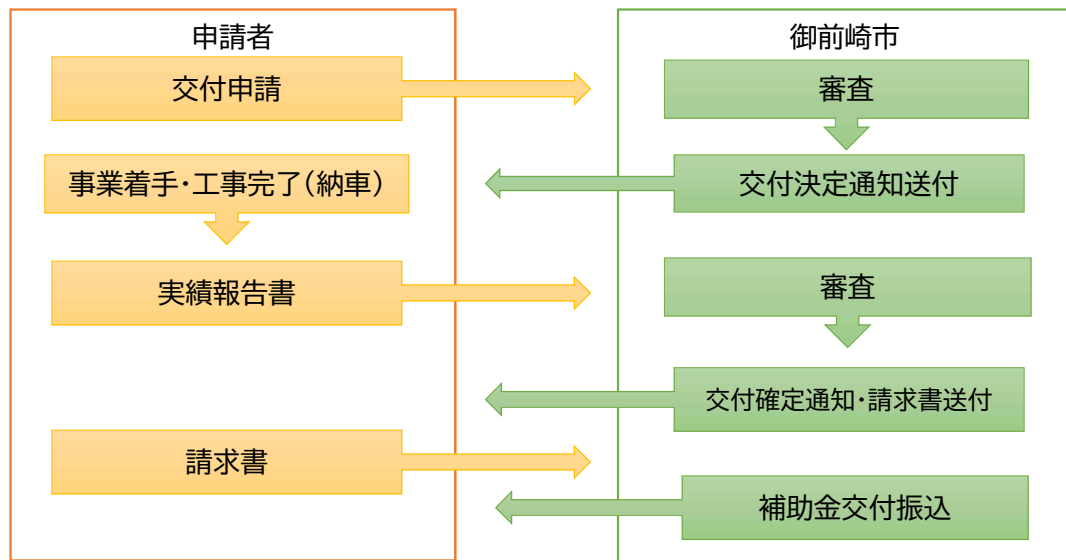 申請者
御前崎市
交付申請
審査
事業着手・工事完了(納車)
交付決定通知送付
実績報告書
審査
交付確定通知・請求書送付
請求書
補助金交付振込